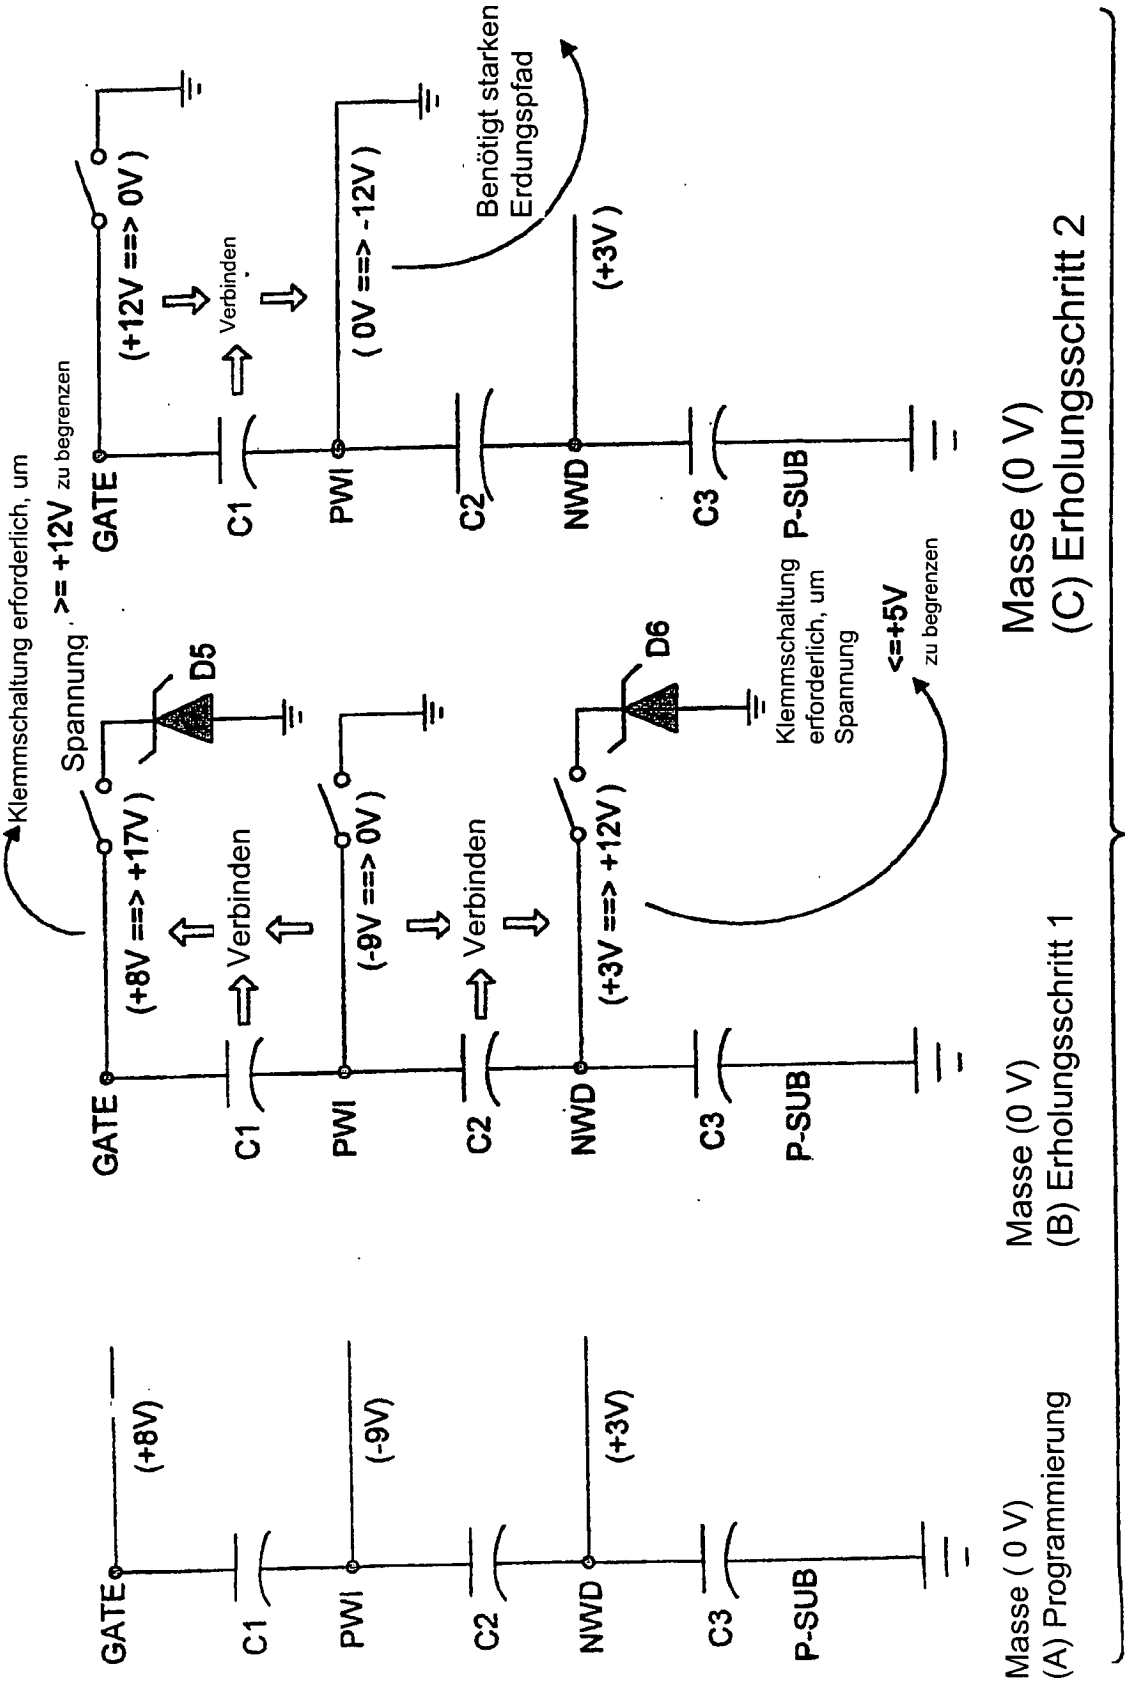 GATE
(+8V)
C1
PWI
(-9V)
C2
NWD
(+3V)
C3
P-SUB
Masse ( 0 V)
(A) Programmierung
Klemmschaltung erforderlich, um
Spannung >= +12V zu begrenzen
GATE
(+8V ==> +17V)
D5
C1
Verbinden
PWI
(-9V ==> 0V)
C2
Verbinden
NWD
(+3V ==> +12V)
D6
Klemmschaltung
erforderlich, um
Spannung
<=+5V
zu begrenzen
C3
P-SUB
Masse (0 V)
(B) Erholungsschritt 1
GATE
(+12V ==> 0V)
C1
Verbinden
PWI
( 0V ==> -12V )
Benötigt starken
Erdungspfad
C2
NWD
(+3V )
C3
P-SUB
Masse (0 V)
(C) Erholungsschritt 2